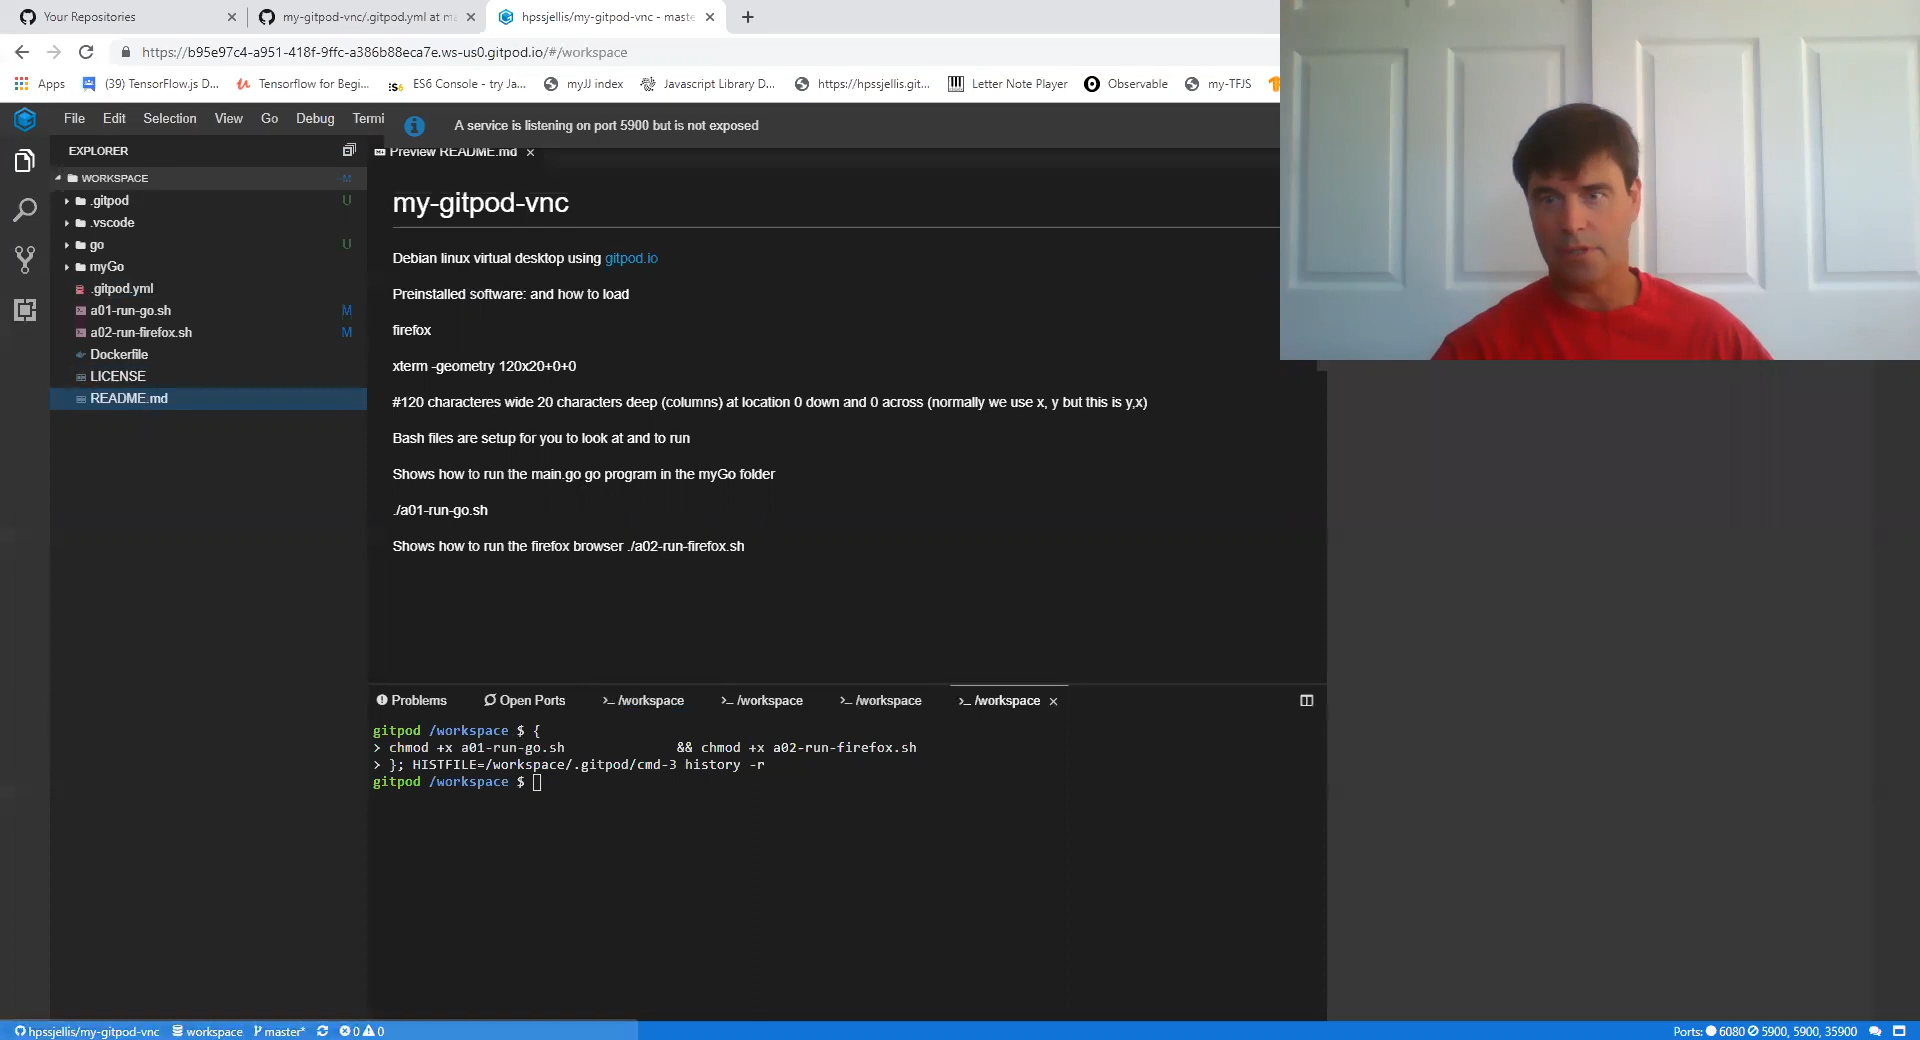 Your Repositories
my-gitpod-vnc/.gitpod.yml at ma
hpssjellis/my-gitpod-vnc - maste
https://b95e97c4-a951-418f-9ffc-a386b88eca7e.ws-us0.gitpod.io/#/workspace
Apps (39) TensorFlow.js D... Tensorflow for Begi... ES6 Console - try Ja... myJJ index Javascript Library D... https://hpssjellis.git... Letter Note Player Observable my-TFJS
File Edit Selection View Go Debug Termi
A service is listening on port 5900 but is not exposed
EXPLORER
WORKSPACE
.gitpod U
.vscode
go U
myGo
.gitpod.yml
a01-run-go.sh M
a02-run-firefox.sh M
Dockerfile
LICENSE
README.md
Preview README.md
my-gitpod-vnc
Debian linux virtual desktop using gitpod.io
Preinstalled software: and how to load
firefox
xterm -geometry 120x20+0+0
#120 characteres wide 20 characters deep (columns) at location 0 down and 0 across (normally we use x, y but this is y,x)
Bash files are setup for you to look at and to run
Shows how to run the main.go go program in the myGo folder
./a01-run-go.sh
Shows how to run the firefox browser ./a02-run-firefox.sh
Problems Open Ports >_ /workspace >_ /workspace >_ /workspace >_ /workspace
gitpod /workspace $ {
> chmod +x a01-run-go.sh && chmod +x a02-run-firefox.sh
> }; HISTFILE=/workspace/.gitpod/cmd-3 history -r
gitpod /workspace $
hpssjellis/my-gitpod-vnc workspace master* 0 0
Ports: 6080 5900, 5900, 35900